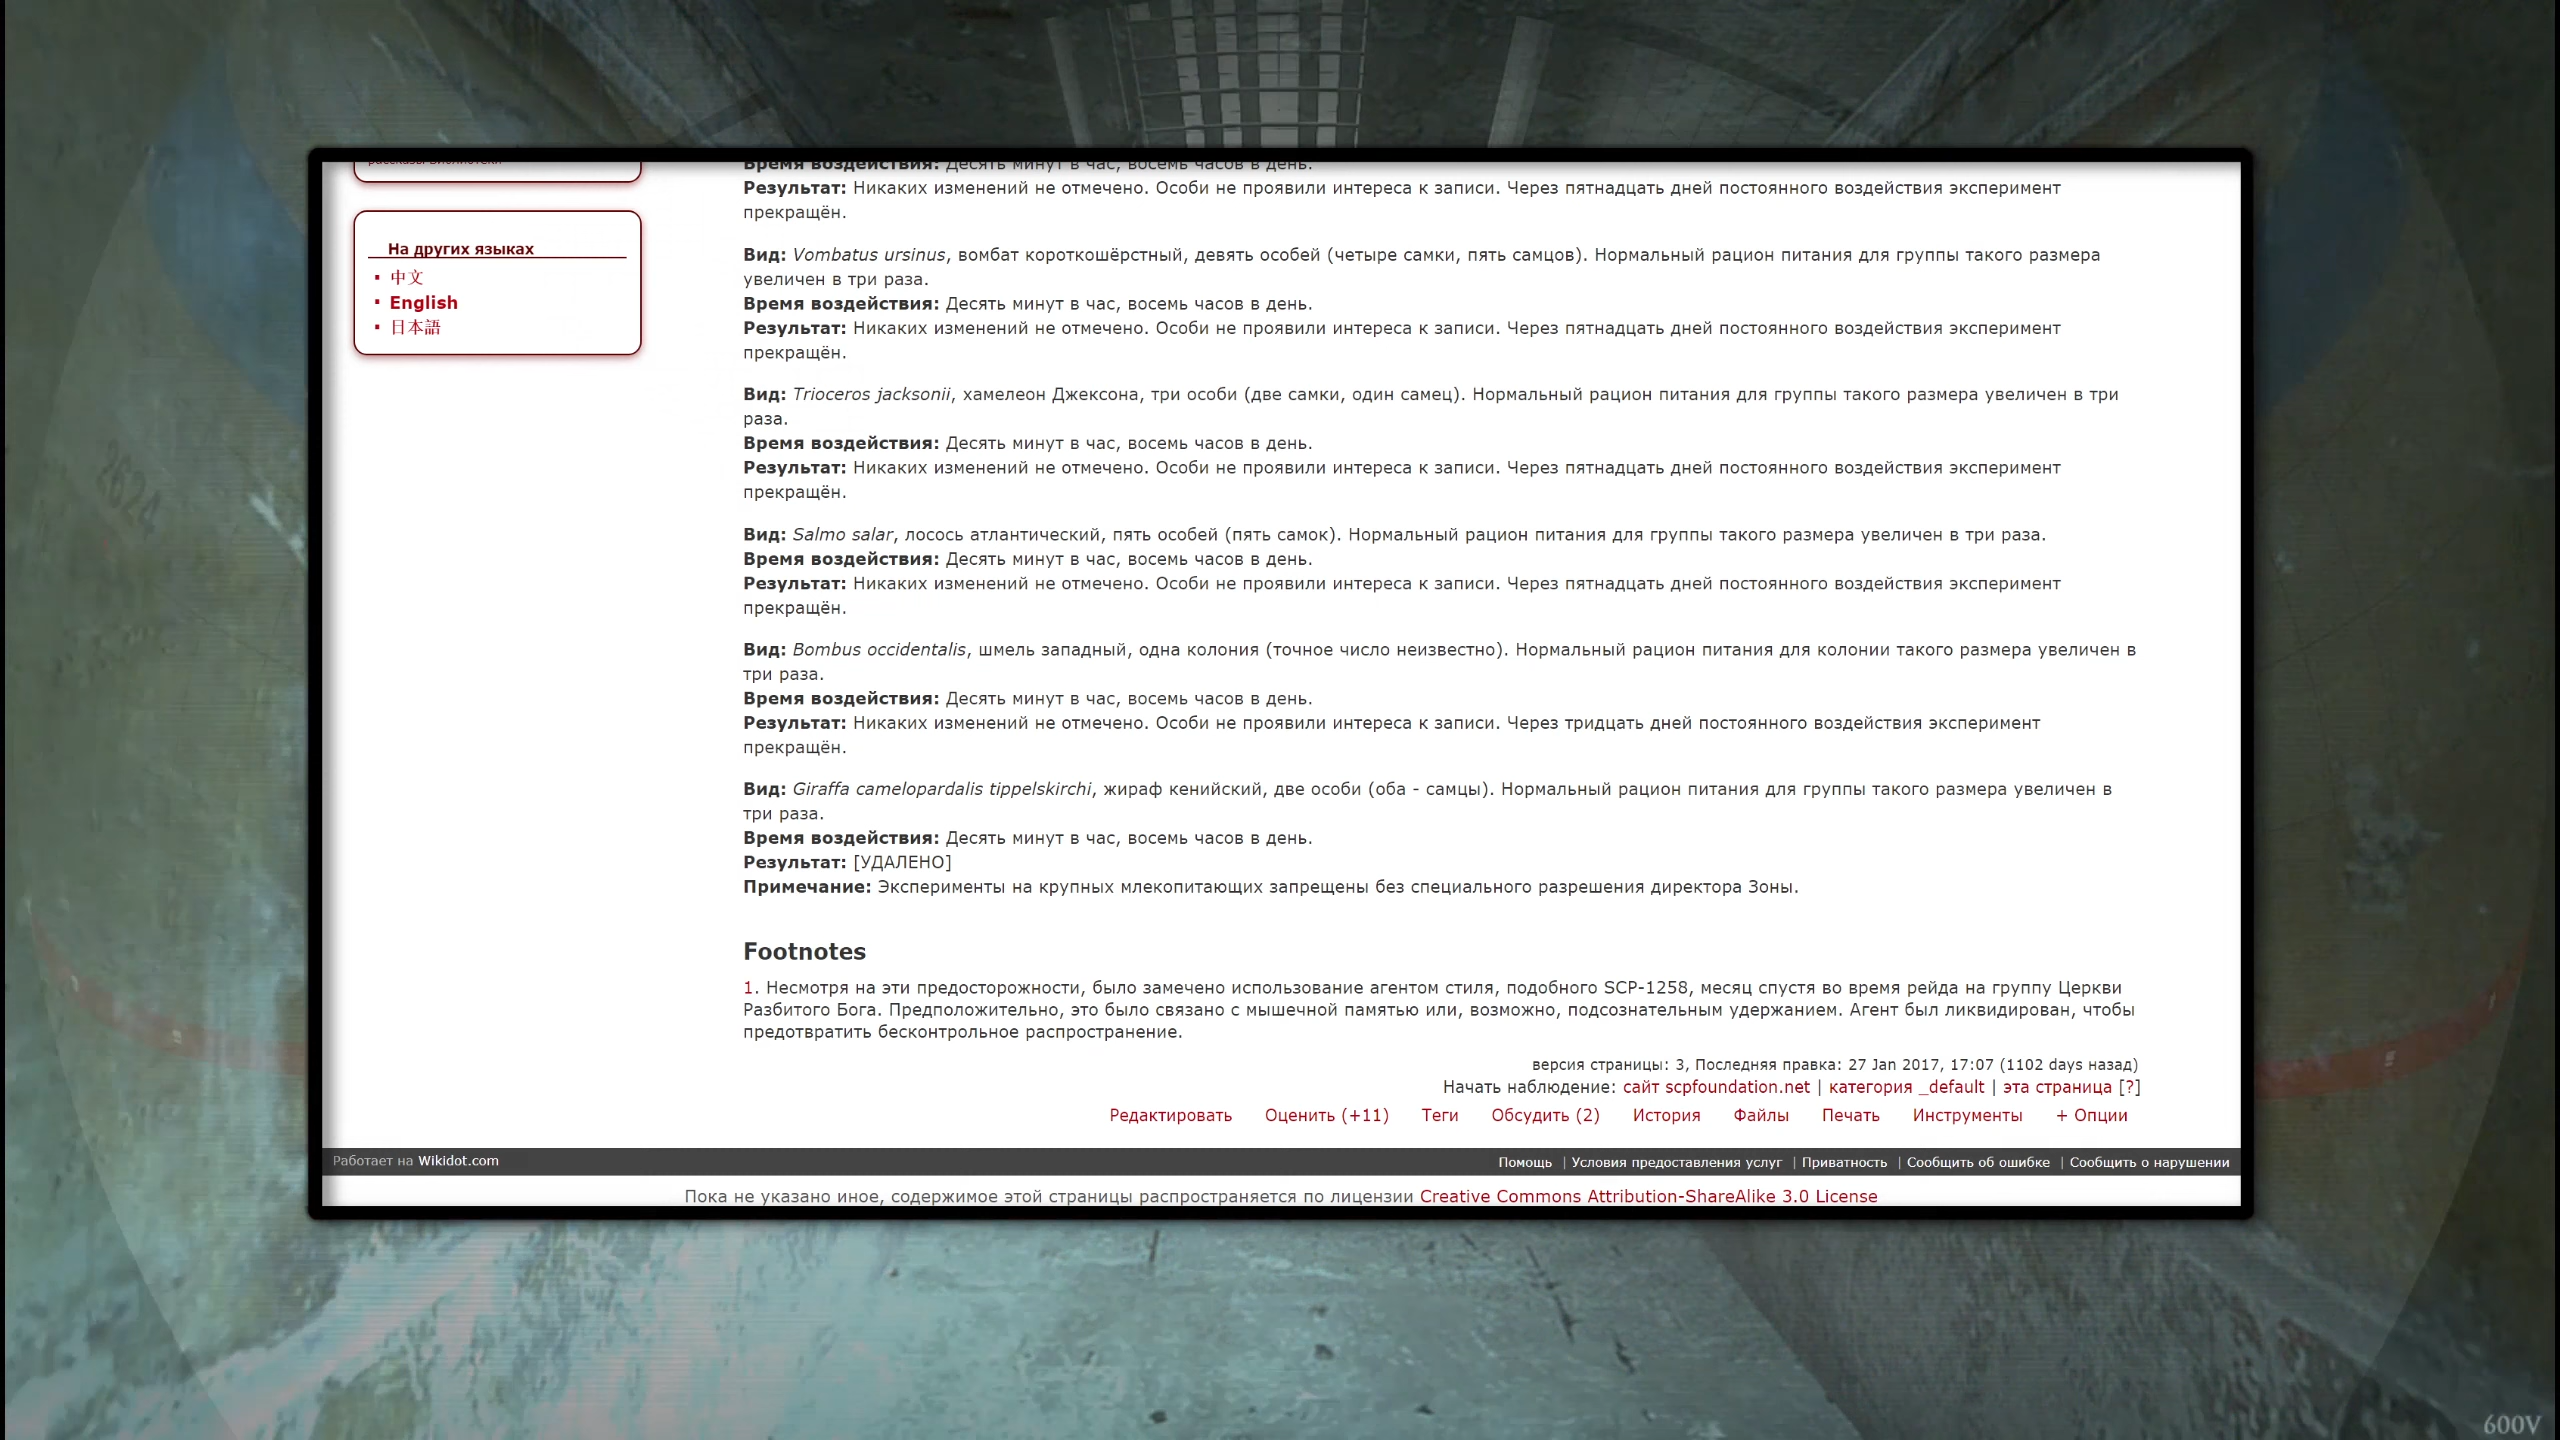 рассказы Библиотеки
На других языках
中文
English
日本語
Время воздействия: Десять минут в час, восемь часов в день.
Результат: Никаких изменений не отмечено. Особи не проявили интереса к записи. Через пятнадцать дней постоянного воздействия эксперимент
прекращён.
Вид: Vombatus ursinus, вомбат короткошёрстный, девять особей (четыре самки, пять самцов). Нормальный рацион питания для группы такого размера
увеличен в три раза.
Время воздействия: Десять минут в час, восемь часов в день.
Результат: Никаких изменений не отмечено. Особи не проявили интереса к записи. Через пятнадцать дней постоянного воздействия эксперимент
прекращён.
Вид: Trioceros jacksonii, хамелеон Джексона, три особи (две самки, один самец). Нормальный рацион питания для группы такого размера увеличен в три
раза.
Время воздействия: Десять минут в час, восемь часов в день.
Результат: Никаких изменений не отмечено. Особи не проявили интереса к записи. Через пятнадцать дней постоянного воздействия эксперимент
прекращён.
Вид: Salmo salar, лосось атлантический, пять особей (пять самок). Нормальный рацион питания для группы такого размера увеличен в три раза.
Время воздействия: Десять минут в час, восемь часов в день.
Результат: Никаких изменений не отмечено. Особи не проявили интереса к записи. Через пятнадцать дней постоянного воздействия эксперимент
прекращён.
Вид: Bombus occidentalis, шмель западный, одна колония (точное число неизвестно). Нормальный рацион питания для колонии такого размера увеличен в
три раза.
Время воздействия: Десять минут в час, восемь часов в день.
Результат: Никаких изменений не отмечено. Особи не проявили интереса к записи. Через тридцать дней постоянного воздействия эксперимент
прекращён.
Вид: Giraffa camelopardalis tippelskirchi, жираф кенийский, две особи (оба - самцы). Нормальный рацион питания для группы такого размера увеличен в
три раза.
Время воздействия: Десять минут в час, восемь часов в день.
Результат: [УДАЛЕНО]
Примечание: Эксперименты на крупных млекопитающих запрещены без специального разрешения директора Зоны.
Footnotes
1. Несмотря на эти предосторожности, было замечено использование агентом стиля, подобного SCP-1258, месяц спустя во время рейда на группу Церкви
Разбитого Бога. Предположительно, это было связано с мышечной памятью или, возможно, подсознательным удержанием. Агент был ликвидирован, чтобы
предотвратить бесконтрольное распространение.
версия страницы: 3, Последняя правка: 27 Jan 2017, 17:07 (1102 days назад)
Начать наблюдение: сайт scpfoundation.net | категория _default | эта страница [?]
Редактировать Оценить (+11) Теги Обсудить (2) История Файлы Печать Инструменты + Опции
Работает на Wikidot.com
Помощь | Условия предоставления услуг | Приватность | Сообщить об ошибке | Сообщить о нарушении
Пока не указано иное, содержимое этой страницы распространяется по лицензии Creative Commons Attribution-ShareAlike 3.0 License
600V